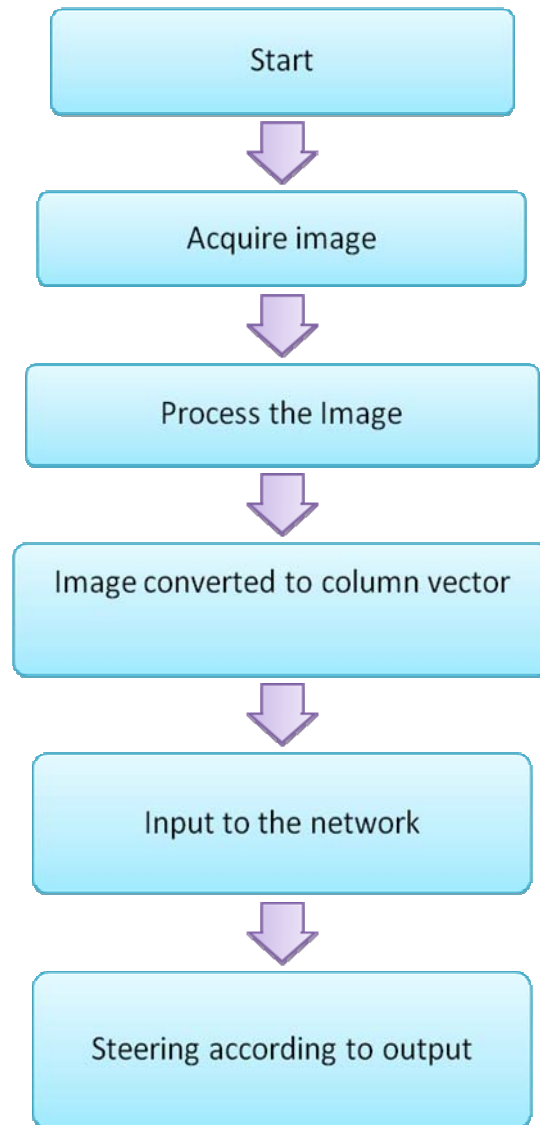 Start
Acquire image
Process the Image
Image converted to column vector
Input to the network
Steering according to output